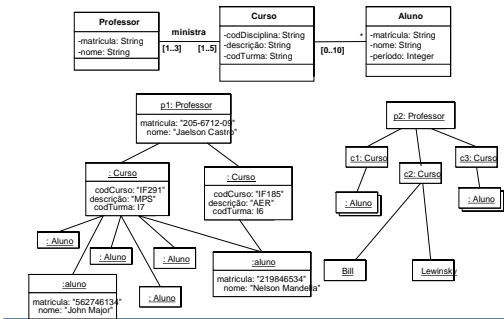 Professor
-matrícula: String
-nome: String
ministra
[1..3]
[1..5]
Curso
-codDisciplina: String
-descrição: String
-codTurma: String
[0..10]
*
Aluno
-matrícula: String
-nome: String
-período: Integer
p1: Professor
matricula: "205-6712-09"
nome: "Jaelson Castro"
p2: Professor
: Curso
codCurso: "IF291"
descrição: "MPS"
codTurma: I7
: Curso
codCurso: "IF185"
descrição: "AER"
codTurma: I6
c1: Curso
c2: Curso
c3: Curso
: Aluno
: Aluno
: Aluno
: Aluno
: Aluno
: Aluno
:aluno
matricula: "562746134"
nome: "John Major"
:aluno
matricula: "219846534"
nome: "Nelson Mandella"
Bill
Lewinsky